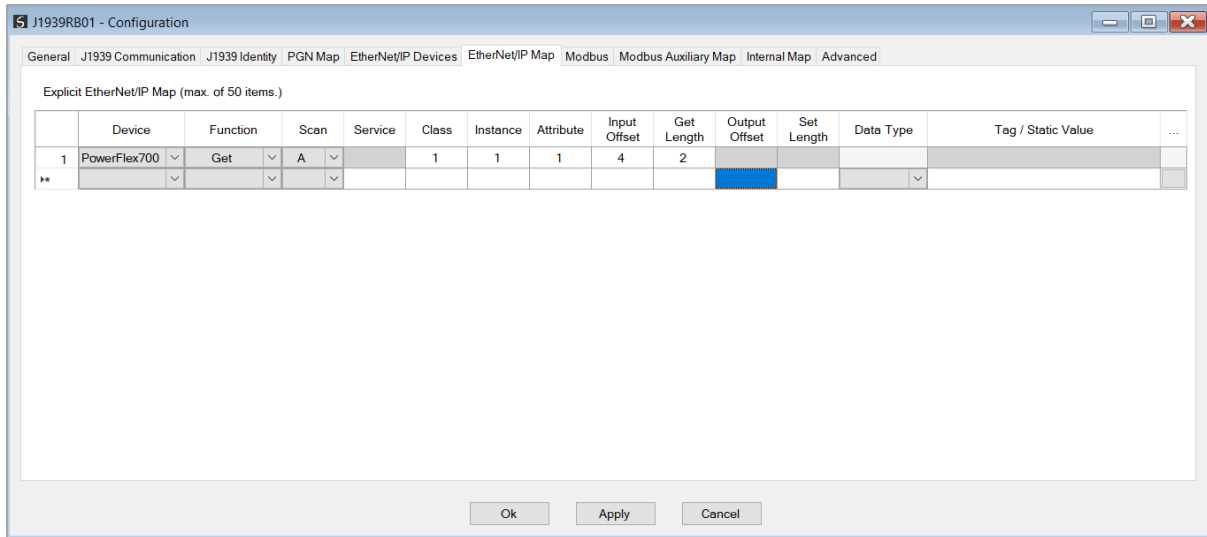 J1939RB01 - Configuration
General J1939 Communication J1939 Identity PGN Map EtherNet/IP Devices EtherNet/IP Map Modbus Modbus Auxiliary Map Internal Map Advanced
Explicit EtherNet/IP Map (max. of 50 items.)
Device Function Scan Service Class Instance Attribute Input Offset Get Length Output Offset Set Length Data Type Tag / Static Value ...
1 PowerFlex700 Get A 1 1 1 4 2
Ok Apply Cancel